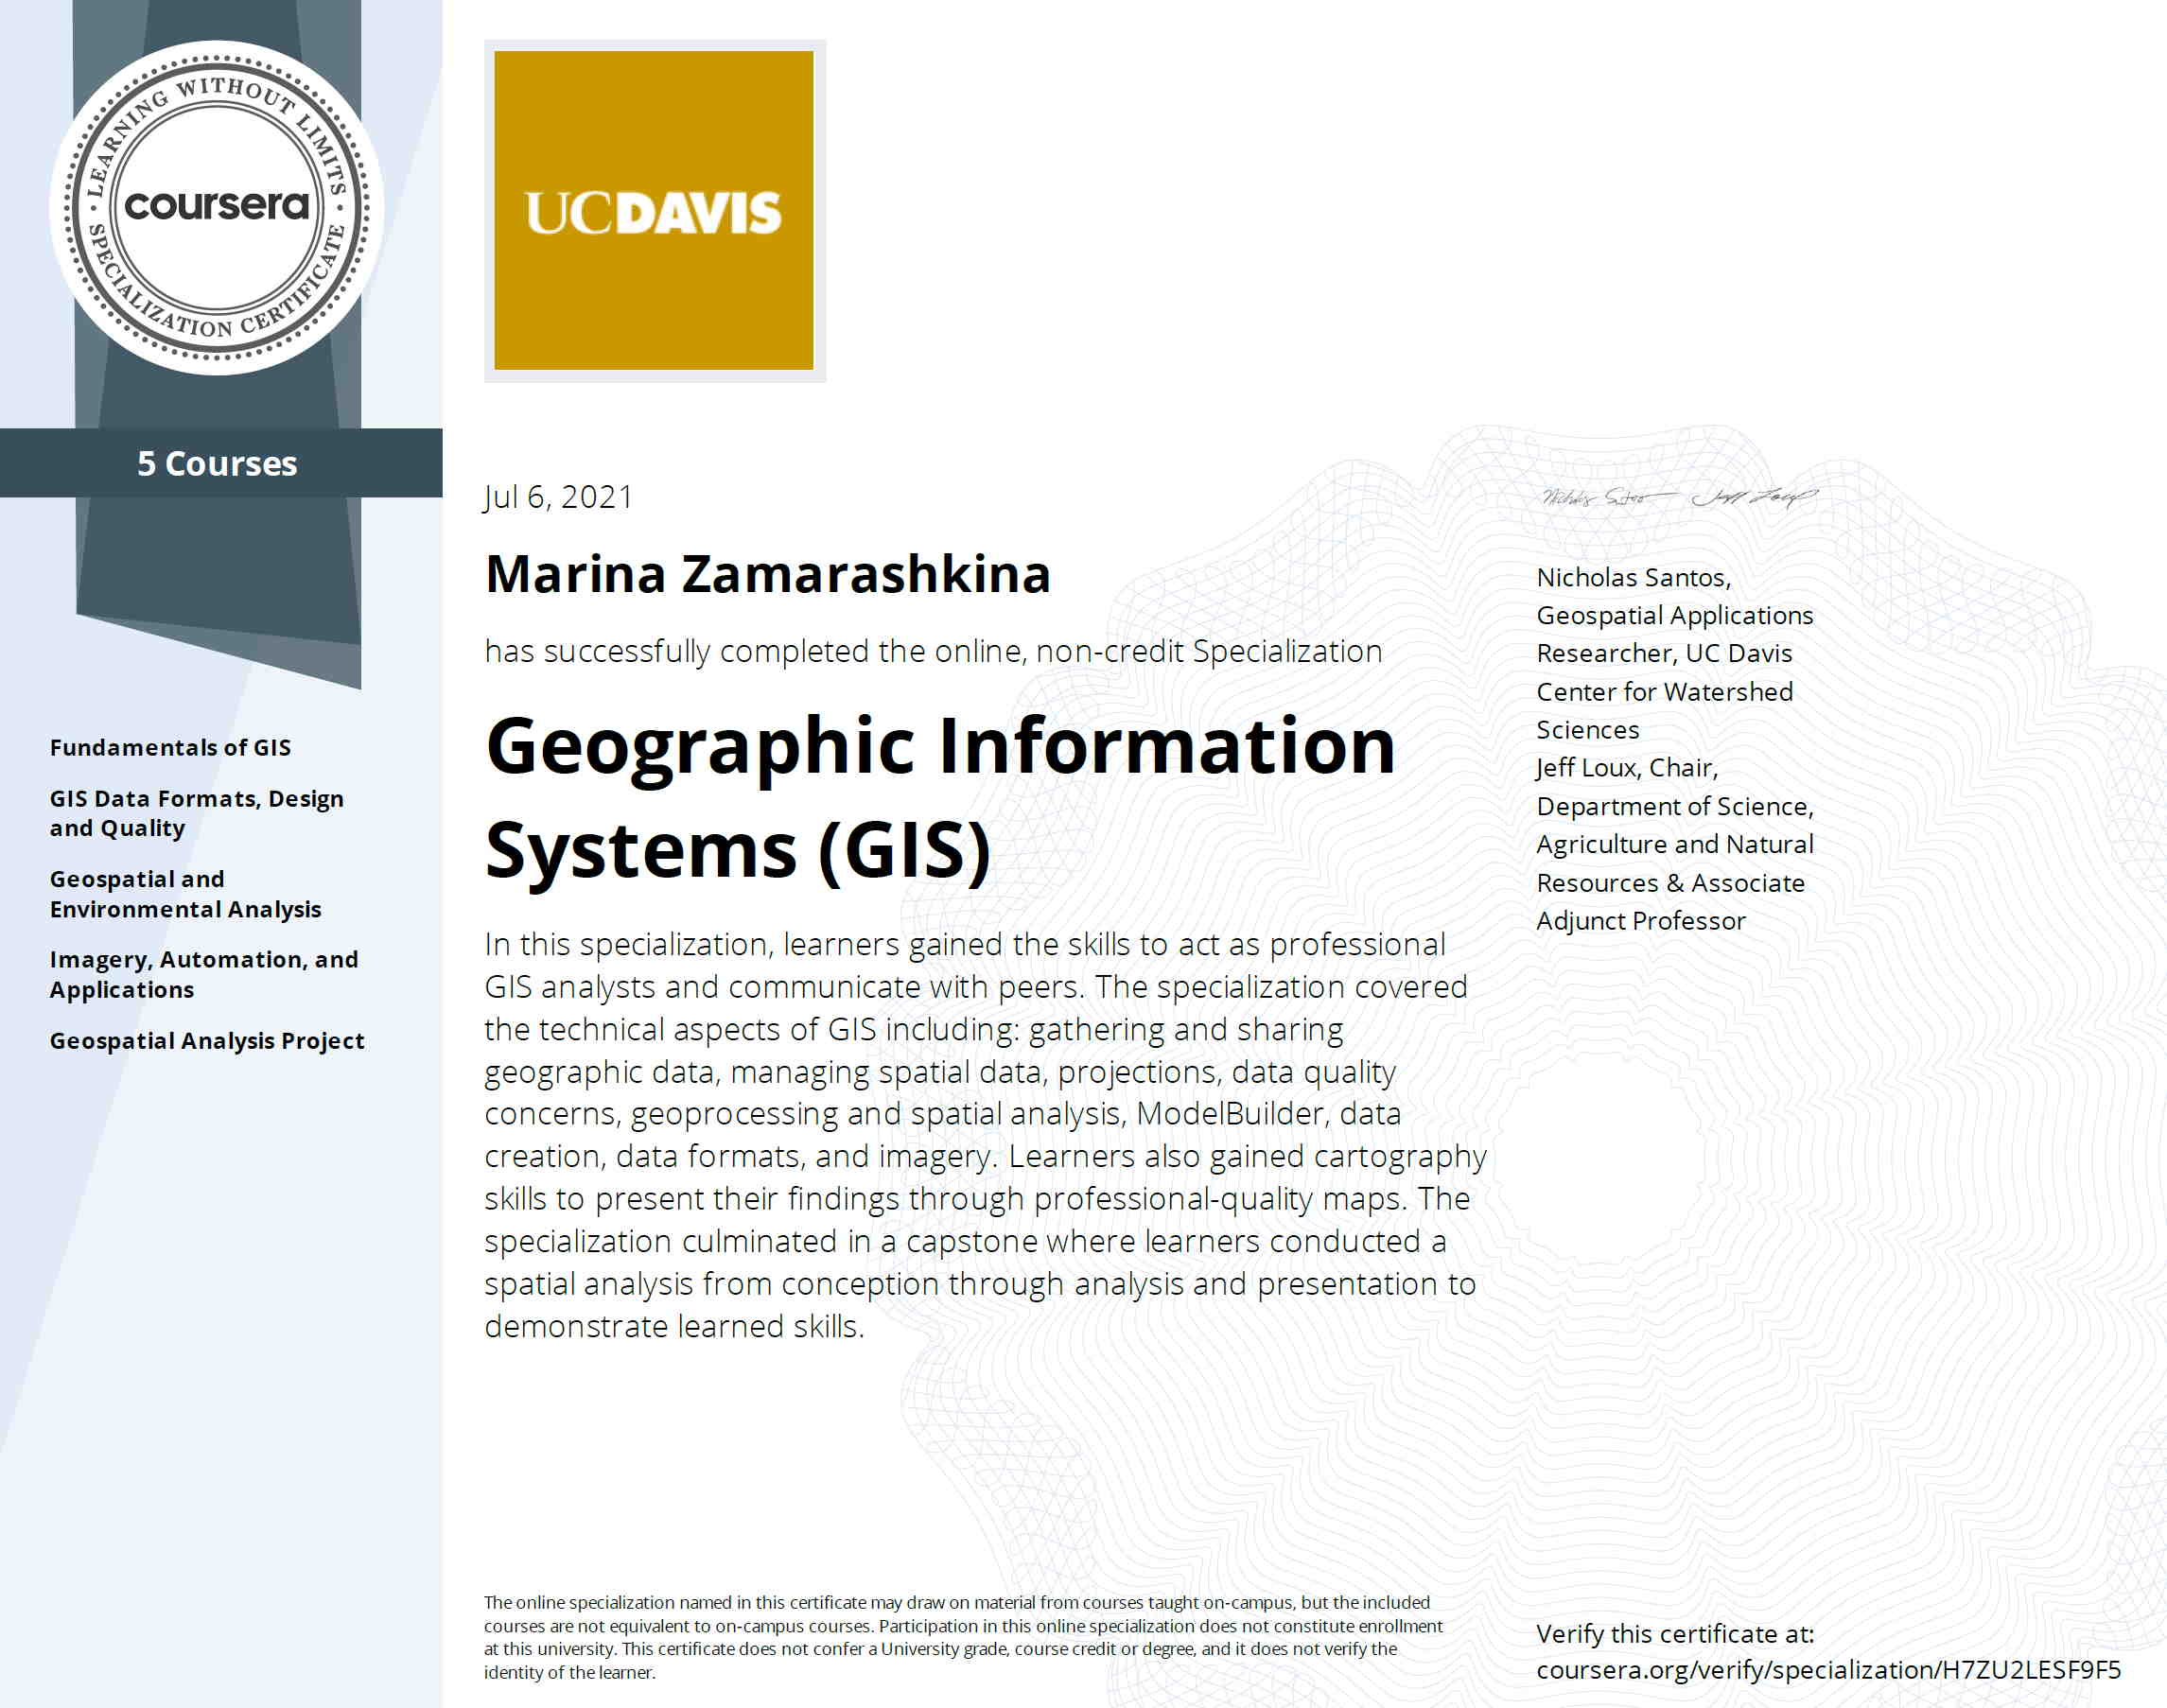 LEARNING WITHOUT LIMITS
coursera
SPECIALIZATION CERTIFICATE
5 Courses
Fundamentals of GIS
GIS Data Formats, Design
and Quality
Geospatial and
Environmental Analysis
Imagery, Automation, and
Applications
Geospatial Analysis Project
UCDAVIS
Jul 6, 2021
Marina Zamarashkina
has successfully completed the online, non-credit Specialization
Geographic Information
Systems (GIS)
In this specialization, learners gained the skills to act as professional
GIS analysts and communicate with peers. The specialization covered
the technical aspects of GIS including: gathering and sharing
geographic data, managing spatial data, projections, data quality
concerns, geoprocessing and spatial analysis, ModelBuilder, data
creation, data formats, and imagery. Learners also gained cartography
skills to present their findings through professional-quality maps. The
specialization culminated in a capstone where learners conducted a
spatial analysis from conception through analysis and presentation to
demonstrate learned skills.
Nicholas Santos Jeff Loux
Nicholas Santos,
Geospatial Applications
Researcher, UC Davis
Center for Watershed
Sciences
Jeff Loux, Chair,
Department of Science,
Agriculture and Natural
Resources & Associate
Adjunct Professor
The online specialization named in this certificate may draw on material from courses taught on-campus, but the included
courses are not equivalent to on-campus courses. Participation in this online specialization does not constitute enrollment
at this university. This certificate does not confer a University grade, course credit or degree, and it does not verify the
identity of the learner.
Verify this certificate at:
coursera.org/verify/specialization/H7ZU2LESF9F5